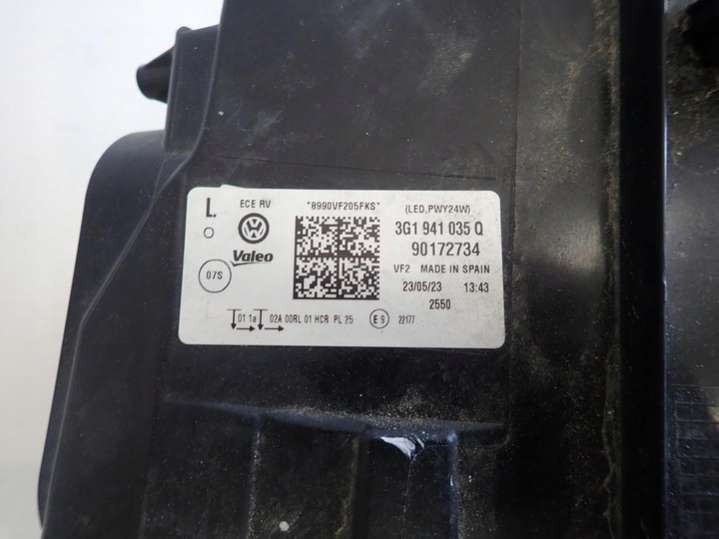 L.
ECE RV
*8990VF205FKS*
(LED,PWY24W)
3G1 941 035 Q
Valeo
90172734
07S
VF2 MADE IN SPAIN
23/05/23 13:43
2550
01 1a 02A 00RL 01 HCR PL 25 E9 22177